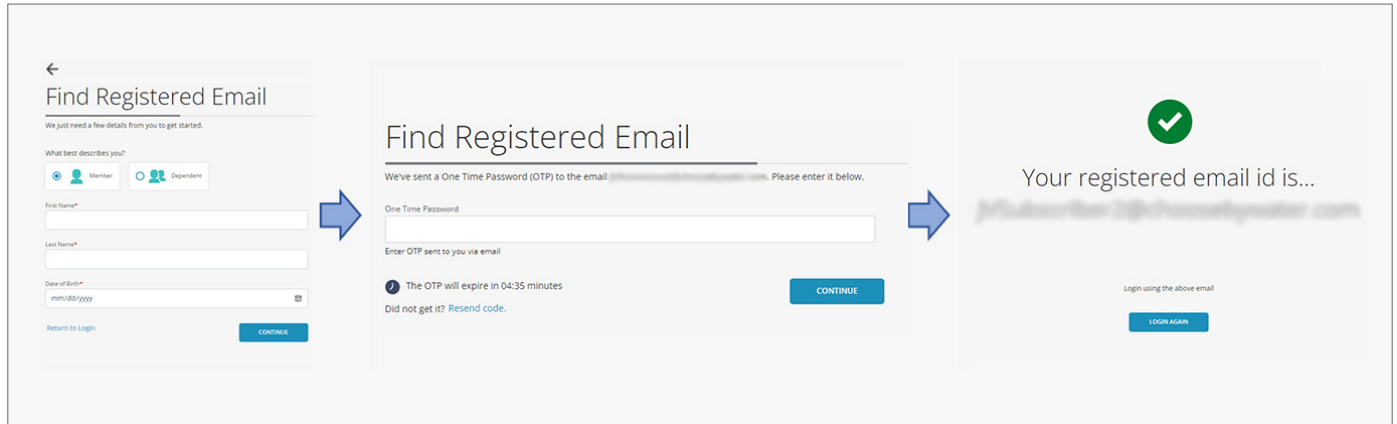 Find Registered Email
We just need a few details from you to get started.
What best describes you?
Member
Dependent
First Name*
Last Name*
Date of Birth*
mm/dd/yyyy
Return to Login
CONTINUE
Find Registered Email
We've sent a One Time Password (OTP) to the email . Please enter it below.
One Time Password
Enter OTP sent to you via email
The OTP will expire in 04:35 minutes
CONTINUE
Did not get it? Resend code.
Your registered email id is...
Login using the above email
LOGIN AGAIN